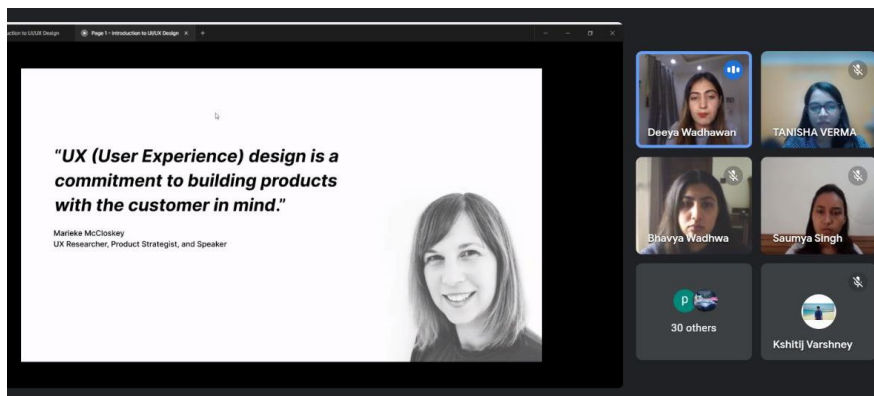 uction to UI/UX Design
Page 1 - Introduction to UI/UX Design
"UX (User Experience) design is a
commitment to building products
with the customer in mind."
Marieke McCloskey
UX Researcher, Product Strategist, and Speaker
Deeya Wadhawan
TANISHA VERMA
Bhavya Wadhwa
Saumya Singh
p
30 others
Kshitij Varshney